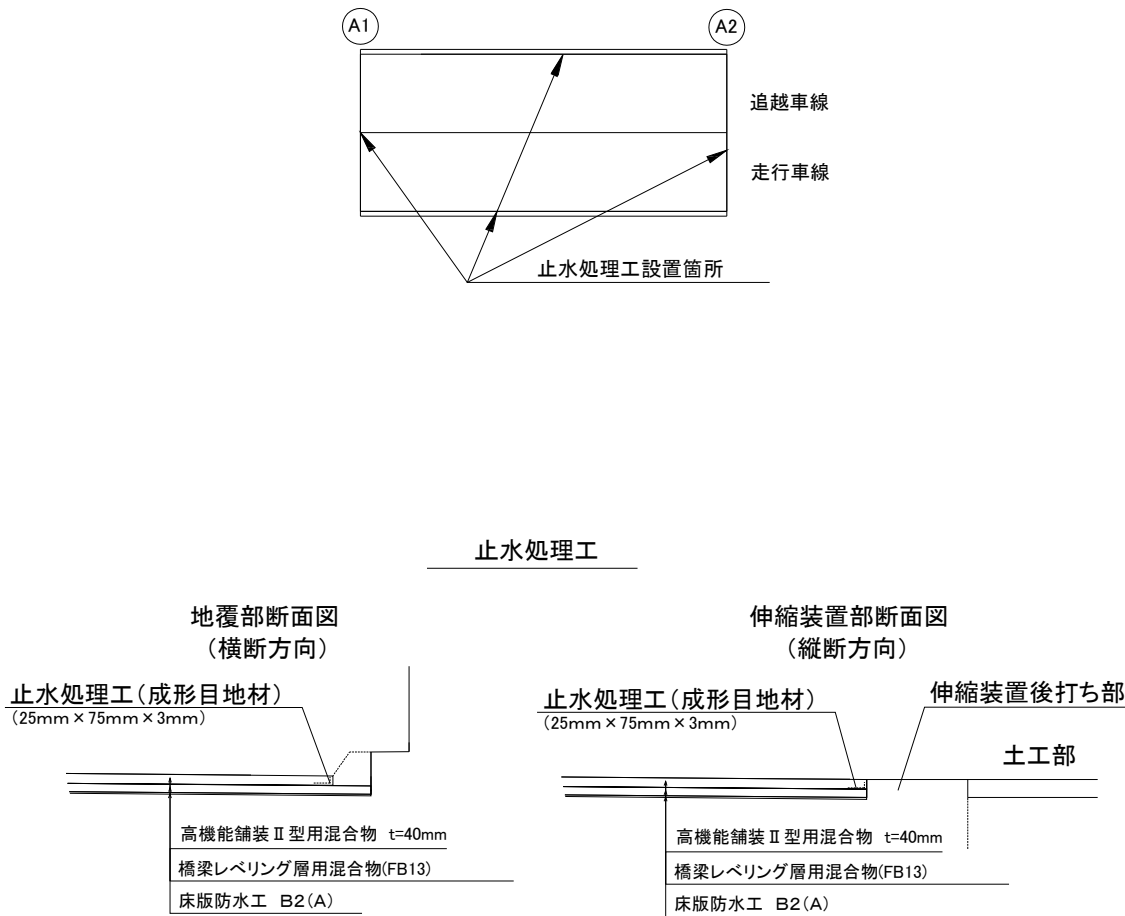 A1
A2
追越車線
走行車線
止水処理工設置箇所
止水処理工
地覆部断面図
（横断方向）
止水処理工（成形目地材）
（25mm×75mm×3mm）
高機能舗装Ⅱ型用混合物 t=40mm
橋梁レベリング層用混合物(FB13)
床版防水工 B2(A)
伸縮装置部断面図
（縦断方向）
止水処理工（成形目地材）
（25mm×75mm×3mm）
伸縮装置後打ち部
土工部
高機能舗装Ⅱ型用混合物 t=40mm
橋梁レベリング層用混合物(FB13)
床版防水工 B2(A)